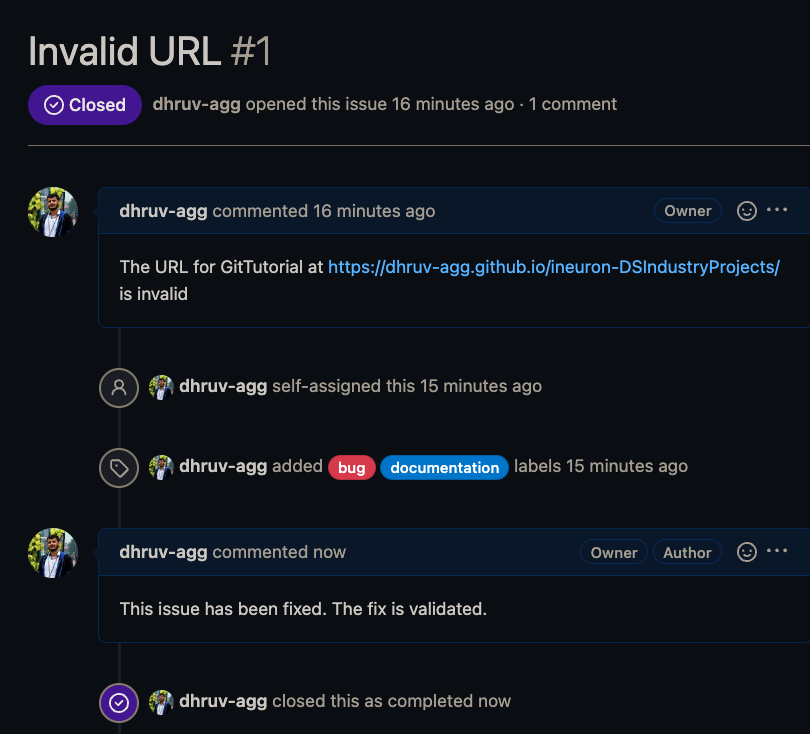 Invalid URL #1
Closed dhruv-agg opened this issue 16 minutes ago · 1 comment
dhruv-agg commented 16 minutes ago Owner
The URL for GitTutorial at https://dhruv-agg.github.io/ineuron-DSIndustryProjects/
is invalid
dhruv-agg self-assigned this 15 minutes ago
dhruv-agg added bug documentation labels 15 minutes ago
dhruv-agg commented now Owner Author
This issue has been fixed. The fix is validated.
dhruv-agg closed this as completed now